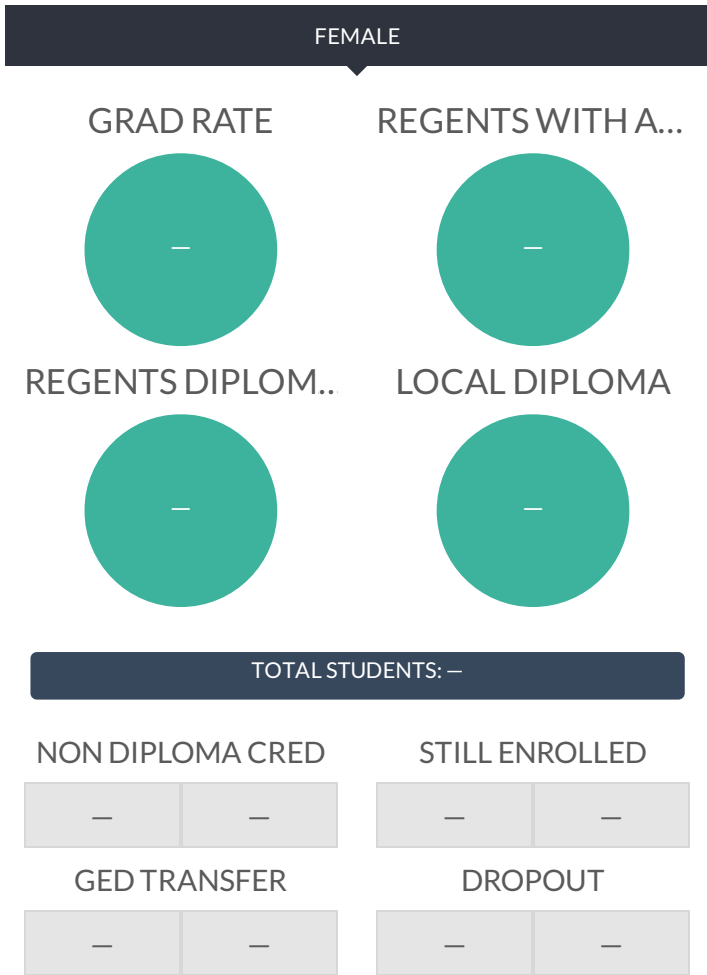 FEMALE
GRAD RATE
REGENTS WITH A...
—
—
REGENTS DIPLOM...
LOCAL DIPLOMA
—
—
TOTAL STUDENTS: —
NON DIPLOMA CRED
STILL ENROLLED
— —
— —
GED TRANSFER
DROPOUT
— —
— —